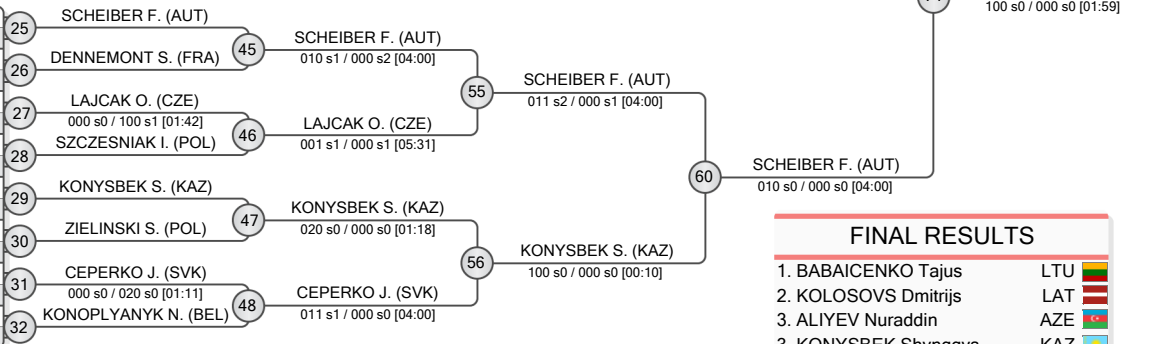 100 s0 / 000 s0 [01:59]
25
SCHEIBER F. (AUT)
26
DENNEMONT S. (FRA)
45
SCHEIBER F. (AUT)
010 s1 / 000 s2 [04:00]
27
LAJCAK O. (CZE)
000 s0 / 100 s1 [01:42]
28
SZCZESNIAK I. (POL)
46
LAJCAK O. (CZE)
001 s1 / 000 s1 [05:31]
55
SCHEIBER F. (AUT)
011 s2 / 000 s1 [04:00]
29
KONYSBEK S. (KAZ)
30
ZIELINSKI S. (POL)
47
KONYSBEK S. (KAZ)
020 s0 / 000 s0 [01:18]
31
CEPERKO J. (SVK)
000 s0 / 020 s0 [01:11]
32
KONOPLYANYK N. (BEL)
48
CEPERKO J. (SVK)
011 s1 / 000 s0 [04:00]
56
KONYSBEK S. (KAZ)
100 s0 / 000 s0 [00:10]
60
SCHEIBER F. (AUT)
010 s0 / 000 s0 [04:00]
FINAL RESULTS
1. BABAICENKO Tajus LTU
2. KOLOSOVS Dmitrijs LAT
3. ALIYEV Nuraddin AZE
3. KONYSBEK Shyngys KAZ